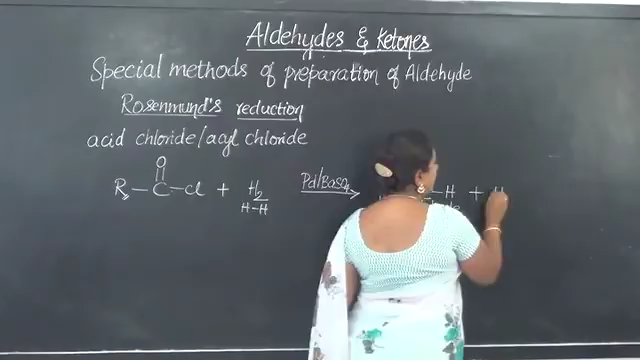 Aldehydes & Ketones
Special methods of preparation of Aldehyde
Rosenmund's reduction
acid chloride/acyl chloride
O
R — C — Cl + H2 Pd/BaSO4 → — H + H
H-H